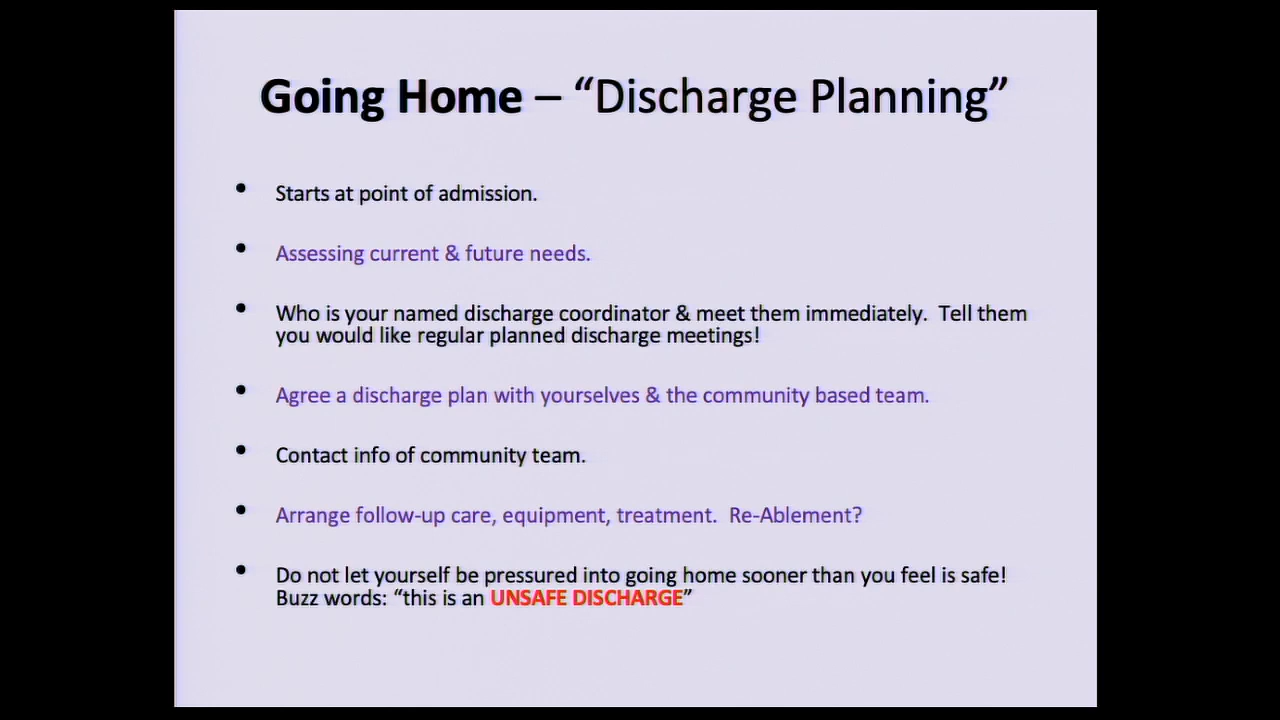 Going Home – “Discharge Planning”
• Starts at point of admission.
• Assessing current & future needs.
• Who is your named discharge coordinator & meet them immediately.  Tell them
you would like regular planned discharge meetings!
• Agree a discharge plan with yourselves & the community based team.
• Contact info of community team.
• Arrange follow-up care, equipment, treatment.  Re-Ablement?
• Do not let yourself be pressured into going home sooner than you feel is safe!
Buzz words: “this is an UNSAFE DISCHARGE”